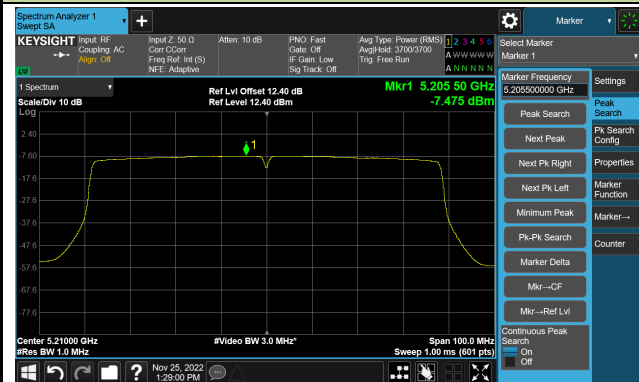 Spectrum Analyzer 1
Swept SA
Marker
KEYSIGHT Input: RF
Coupling: AC
Align: Off
Input Z: 50 Ω
Corr CCorr
Freq Ref: Int (S)
NFE: Adaptive
Atten: 10 dB
PNO: Fast
Gate: Off
IF Gain: Low
Sig Track: Off
Avg Type: Power (RMS)
Avg|Hold: 3700/3700
Trig: Free Run
1 2 3 4 5 6
A W W W W W
A N N N N N
Select Marker
Marker 1
1 Spectrum
Scale/Div 10 dB
Log
Ref Lvl Offset 12.40 dB
Ref Level 12.40 dBm
Mkr1 5.205 50 GHz
-7.475 dBm
2.40
-7.60
-17.6
-27.6
-37.6
-47.6
-57.6
-67.6
-77.6
1
Center 5.21000 GHz
#Res BW 1.0 MHz
#Video BW 3.0 MHz*
Span 100.0 MHz
Sweep 1.00 ms (601 pts)
Marker Frequency
5.205500000 GHz
Peak Search
Next Peak
Next Pk Right
Next Pk Left
Minimum Peak
Pk-Pk Search
Marker Delta
Mkr→CF
Mkr→Ref Lvl
Continuous Peak
Search
On
Off
Settings
Peak
Search
Pk Search
Config
Properties
Marker
Function
Marker→
Counter
Nov 25, 2022
1:29:00 PM